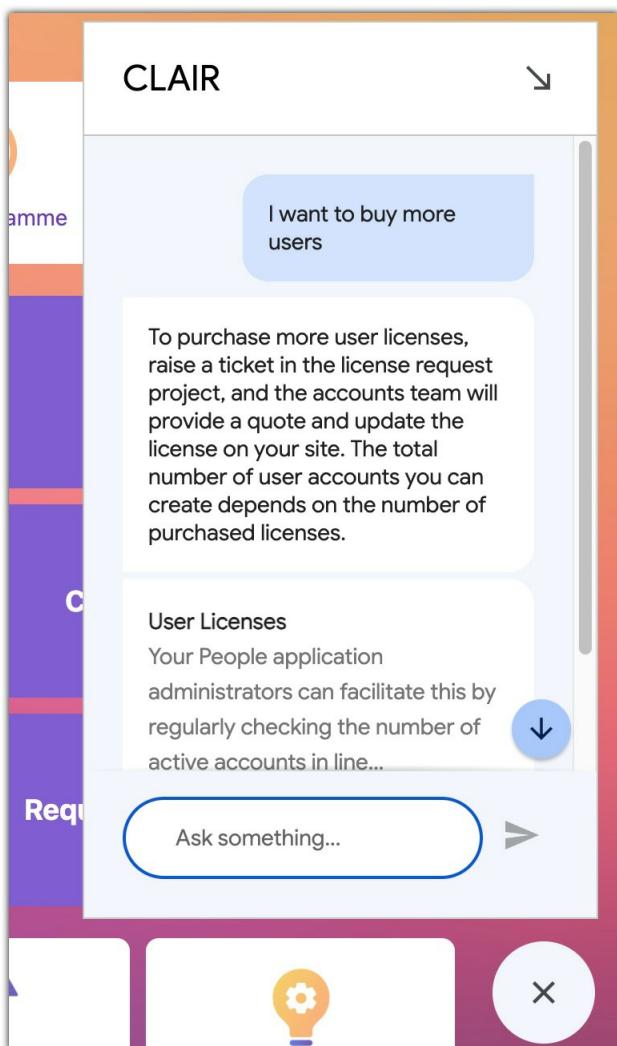 CLAIR
I want to buy more
users
To purchase more user licenses,
raise a ticket in the license request
project, and the accounts team will
provide a quote and update the
license on your site. The total
number of user accounts you can
create depends on the number of
purchased licenses.
User Licenses
Your People application
administrators can facilitate this by
regularly checking the number of
active accounts in line...
Ask something...
amme
C
Requ